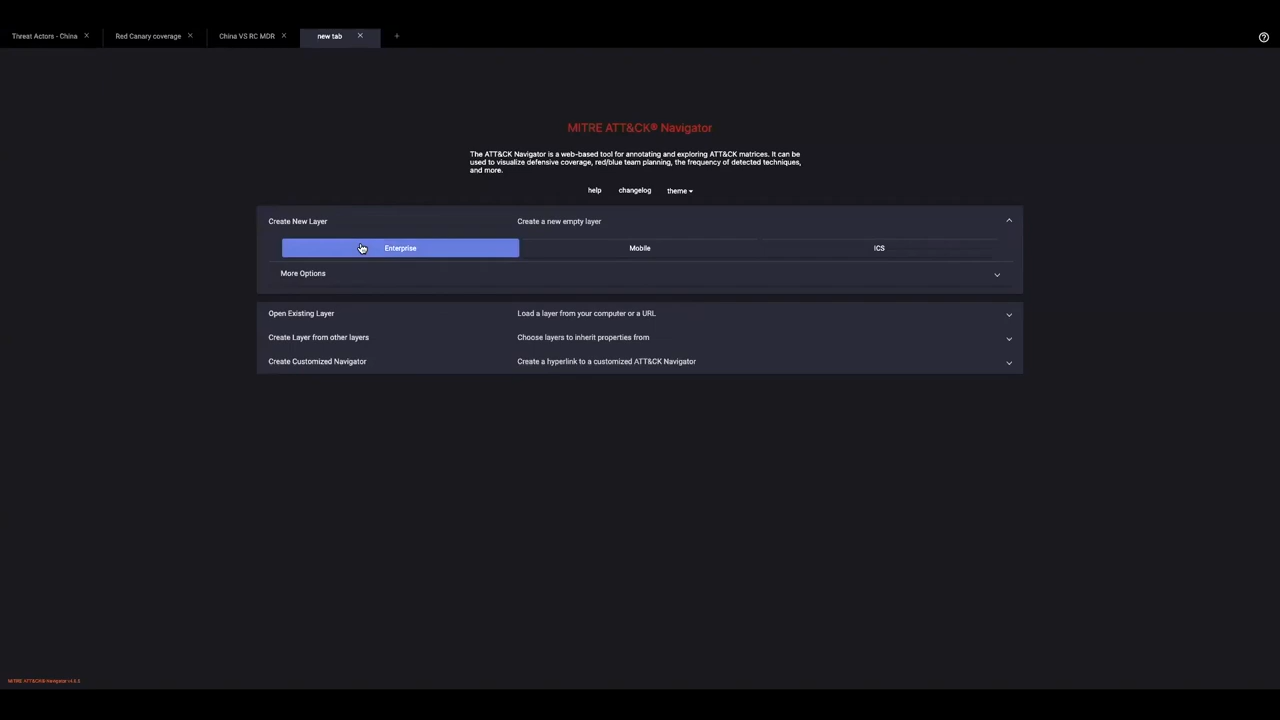 Threat Actors - China
Red Canary coverage
China VS RC MDR
new tab
MITRE ATT&CK® Navigator
The ATT&CK Navigator is a web-based tool for annotating and exploring ATT&CK matrices. It can be
used to visualize defensive coverage, red/blue team planning, the frequency of detected techniques,
and more.
help changelog theme
Create New Layer Create a new empty layer
Enterprise Mobile ICS
More Options
Open Existing Layer Load a layer from your computer or a URL
Create Layer from other layers Choose layers to inherit properties from
Create Customized Navigator Create a hyperlink to a customized ATT&CK Navigator
MITRE ATT&CK® Navigator